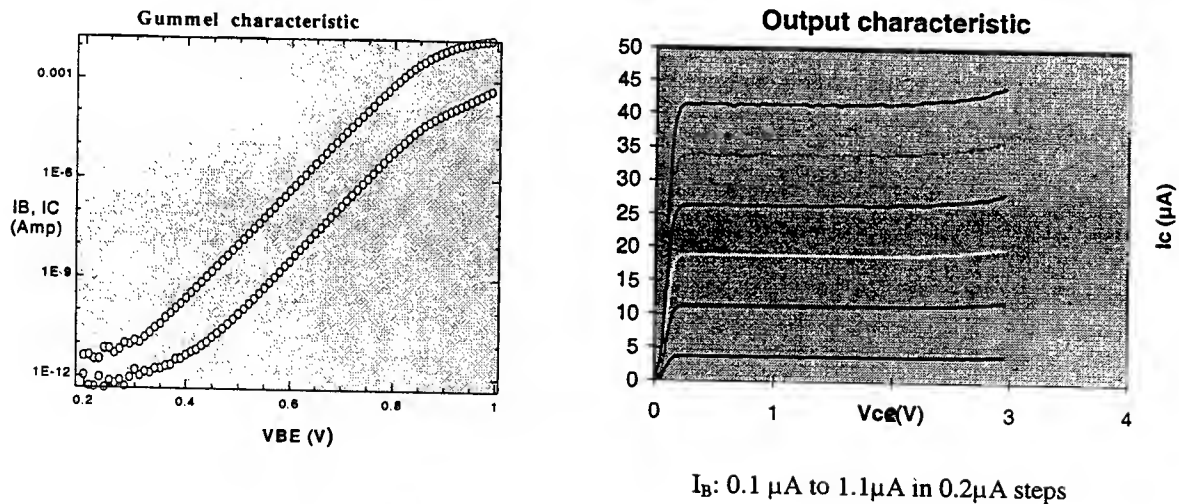 Gummel characteristic
0.001
1E-6
IB, IC
(Amp)
1E-9
1E-12
0.2
0.4
0.6
0.8
1
VBE (V)
Output characteristic
50
45
40
35
30
25
20
15
10
5
0
0
1
3
4
Vce(V)
Ic (µA)
I_B: 0.1 µA to 1.1µA in 0.2µA steps